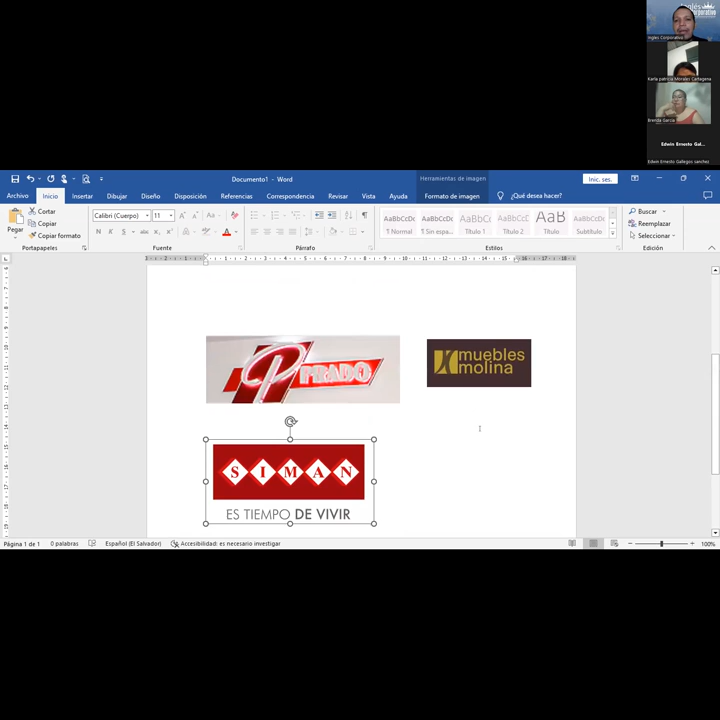 Inglés Corporativo
Karla patricia Morales Cartagena
Brenda Garcia
Edwin Ernesto Gal...
Edwin Ernesto Gallegos sanchez
Documento1 - Word
Herramientas de imagen
Inic. ses.
Archivo Inicio Insertar Dibujar Diseño Disposición Referencias Correspondencia Revisar Vista Ayuda Formato de imagen ¿Qué desea hacer?
Pegar
Cortar
Copiar
Copiar formato
Portapapeles
Calibri (Cuerpo) 11
N K S abc
Fuente
Párrafo
AaBbCcDc AaBbCcDc AaBbCc AaBbCcD AaB AaBbCcD
¶ Normal ¶ Sin espa... Título 1 Título 2 Título Subtítulo
Estilos
Buscar
Reemplazar
Seleccionar
Edición
P PRADO
muebles
molina
SIMAN
ES TIEMPO DE VIVIR
Página 1 de 1 0 palabras Español (El Salvador) Accesibilidad: es necesario investigar 100%